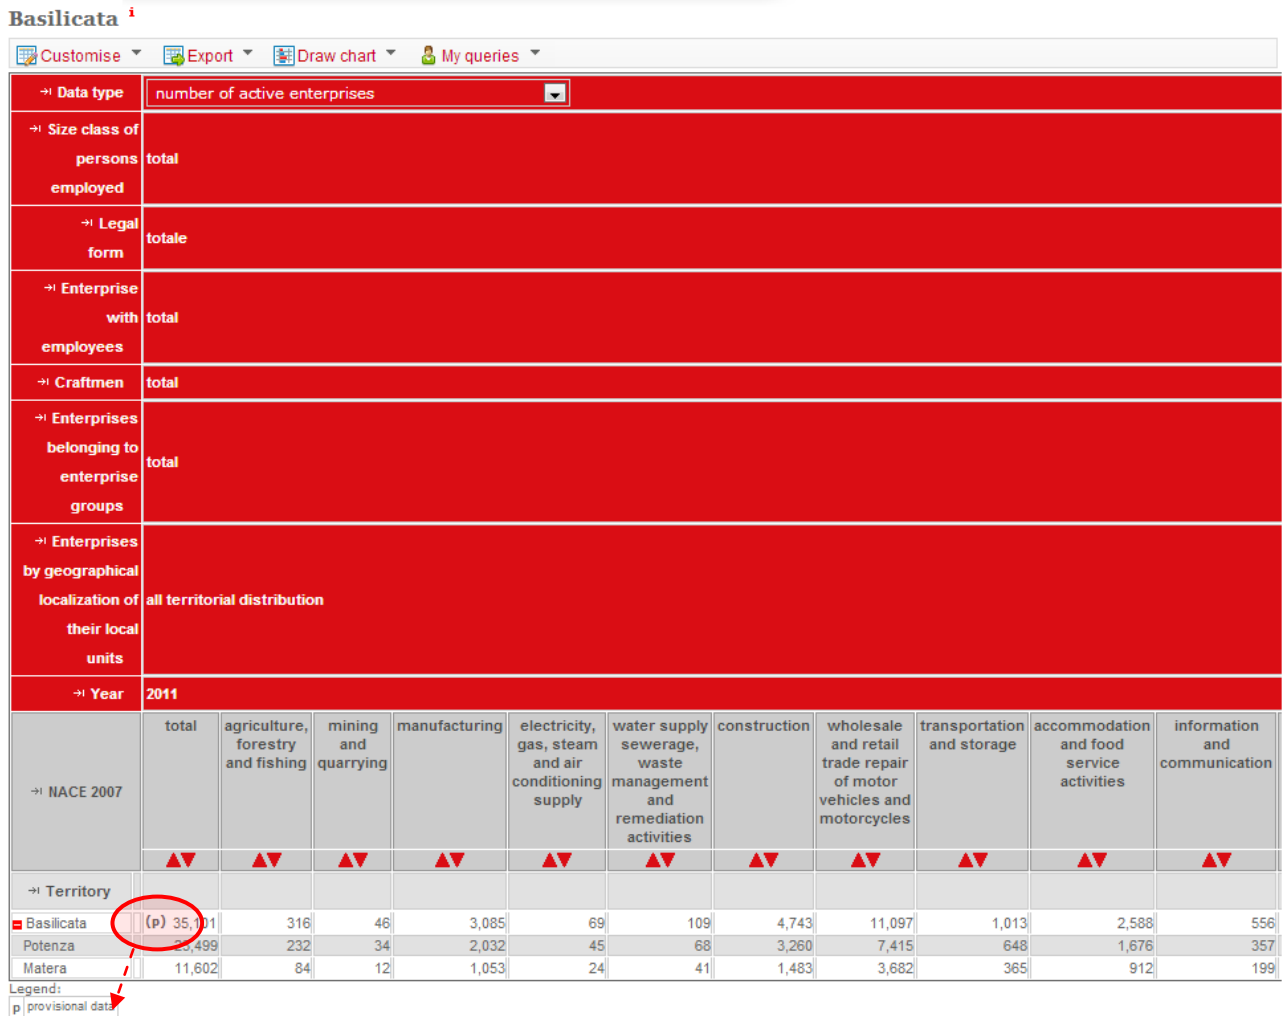 Basilicata i
Customise Export Draw chart My queries
Data type number of active enterprises
Size class of
persons total
employed
Legal
form
totale
Enterprise
with total
employees
Craftmen total
Enterprises
belonging to
enterprise
groups
total
Enterprises
by geographical
localization of all territorial distribution
their local
units
Year 2011
NACE 2007
total
agriculture,
forestry
and fishing
mining
and
quarrying
manufacturing
electricity,
gas, steam
and air
conditioning
supply
water supply
sewerage,
waste
management
and
remediation
activities
construction
wholesale
and retail
trade repair
of motor
vehicles and
motorcycles
transportation
and storage
accommodation
and food
service
activities
information
and
communication
Territory
Basilicata (p) 35,101 316 46 3,085 69 109 4,743 11,097 1,013 2,588 556
Potenza 23,499 232 34 2,032 45 68 3,260 7,415 648 1,676 357
Matera 11,602 84 12 1,053 24 41 1,483 3,682 365 912 199
Legend:
p provisional data